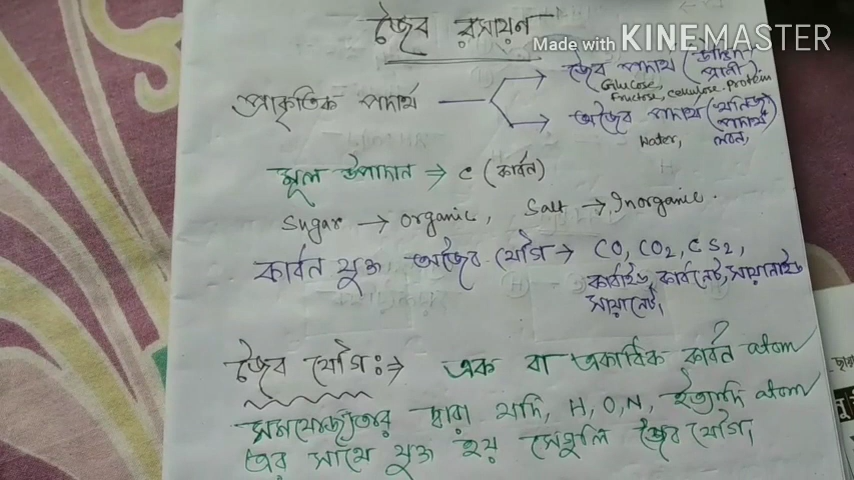 জৈব রসায়ন
Made with KINEMASTER
প্রাকৃতিক পদার্থ
জৈব পদার্থ (উদ্ভিদ, প্রাণী),
Glucose, Fructose, cellulose. Protein
অজৈব পদার্থ (খনিজ পদার্থ)
Water, লবন,
মূল উপাদান ⇒ C (কার্বন)
Sugar → Organic, Salt → Inorganic.
কার্বন যুক্ত অজৈব যৌগ → CO, CO2, CS2,
কার্বাইড, কার্বনেট, সায়ানাইড
সায়ানেট,
জৈব যৌগ :⇒ এক বা একাধিক কার্বন atom
সমযোজ্যতার দ্বারা যদি, H, O, N, ইত্যাদি atom
এর সাথে যুক্ত হয় সেগুলি জৈব যৌগ,